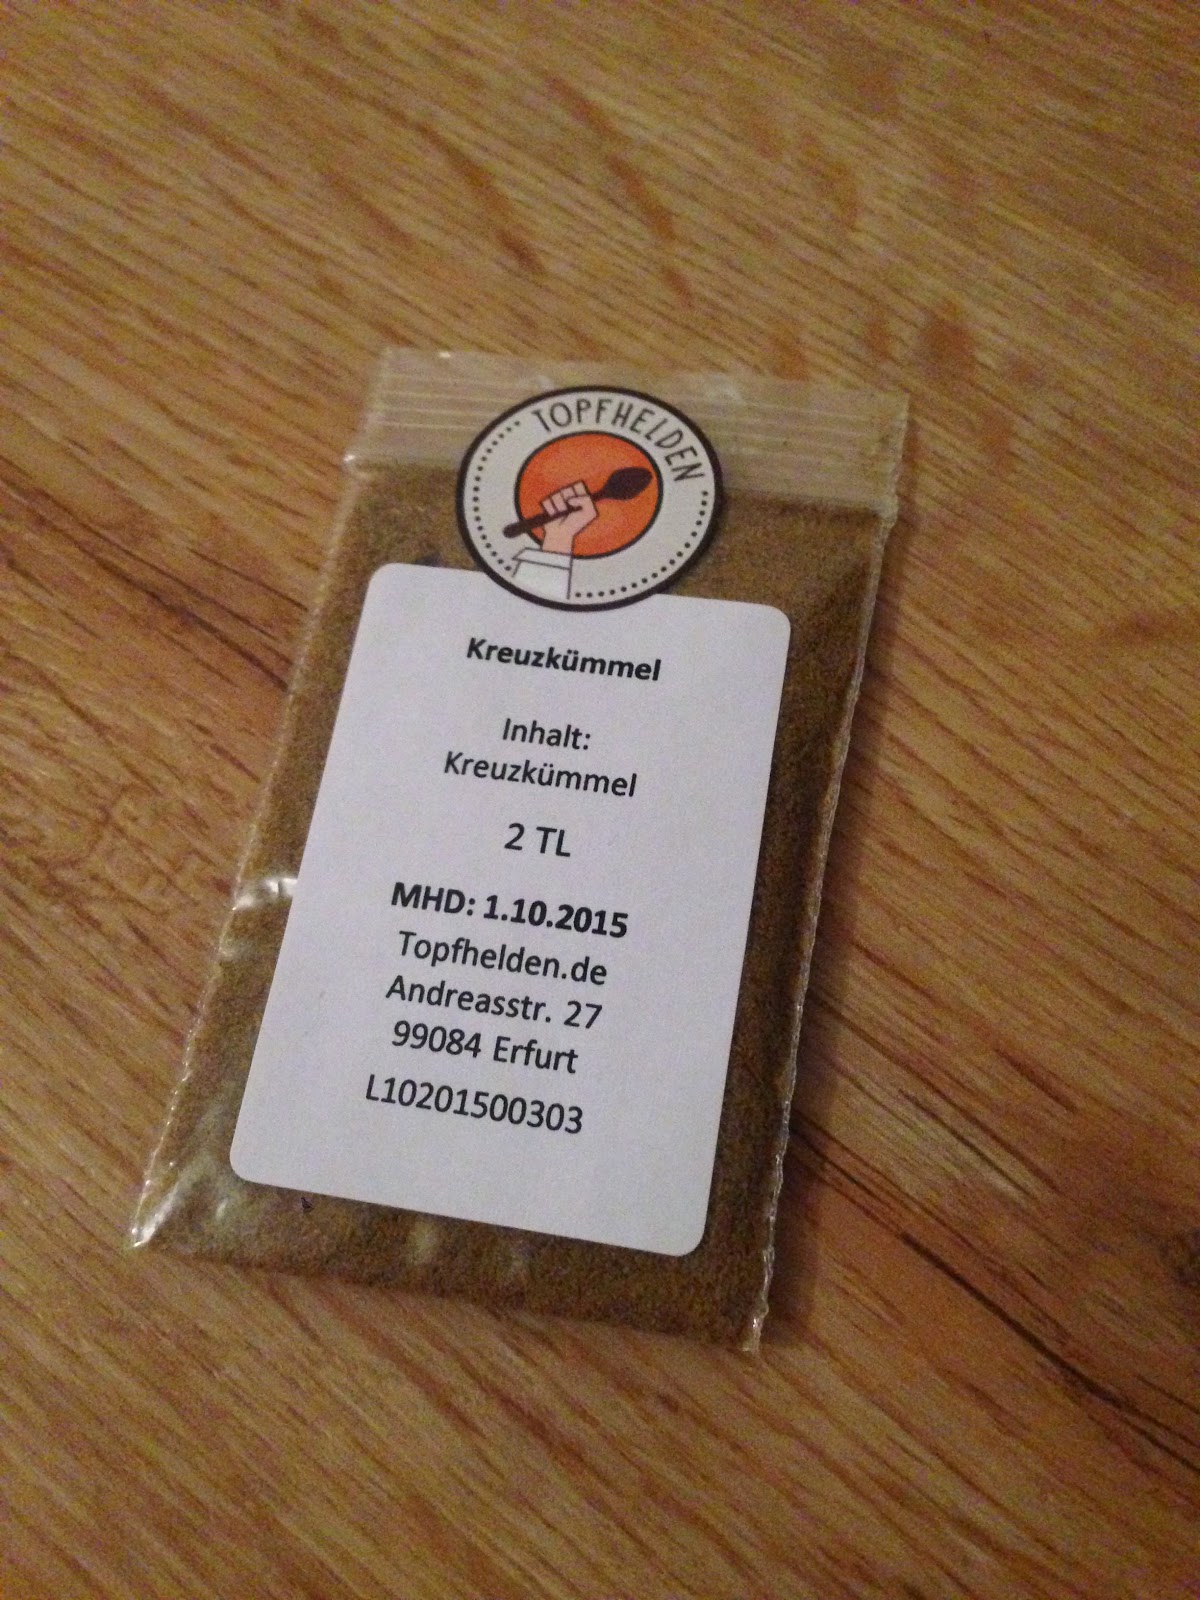 TOPFHELDEN
Kreuzkümmel
Inhalt:
Kreuzkümmel
2 TL
MHD: 1.10.2015
Topfhelden.de
Andreasstr. 27
99084 Erfurt
L10201500303